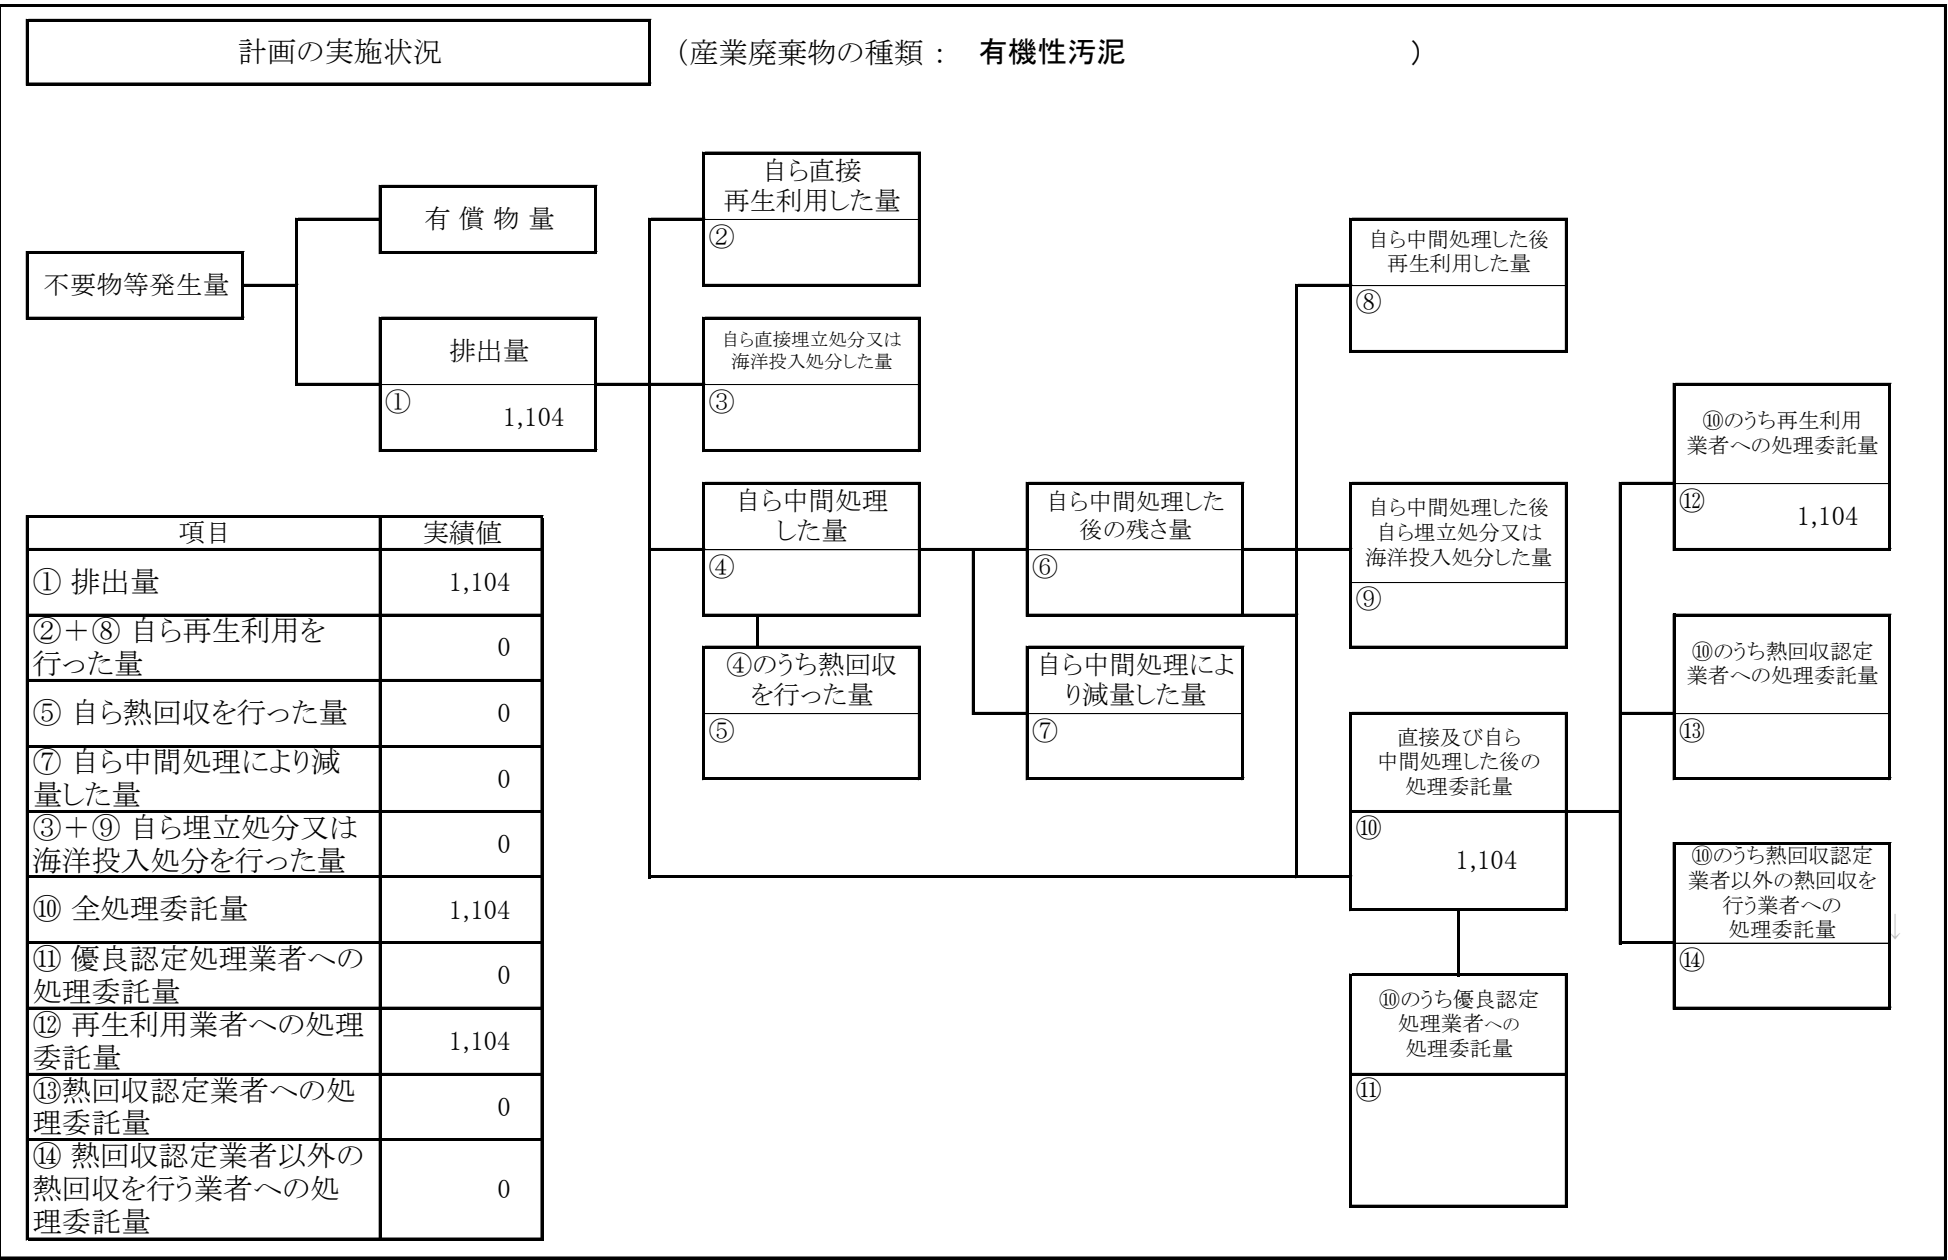 計画の実施状況
（産業廃棄物の種類： 有機性汚泥 ）
不要物等発生量
有 償 物 量
排出量
①
1,104
自ら直接
再生利用した量
②
自ら直接埋立処分又は
海洋投入処分した量
③
自ら中間処理
した量
④
④のうち熱回収
を行った量
⑤
自ら中間処理した
後の残さ量
⑥
自ら中間処理によ
り減量した量
⑦
自ら中間処理した後
再生利用した量
⑧
自ら中間処理した後
自ら埋立処分又は
海洋投入処分した量
⑨
直接及び自ら
中間処理した後の
処理委託量
⑩
1,104
⑩のうち優良認定
処理業者への
処理委託量
⑪
⑩のうち再生利用
業者への処理委託量
⑫
1,104
⑩のうち熱回収認定
業者への処理委託量
⑬
⑩のうち熱回収認定
業者以外の熱回収を
行う業者への
処理委託量
↓
⑭
項目 実績値
① 排出量 1,104
②＋⑧ 自ら再生利用を
行った量 0
⑤ 自ら熱回収を行った量 0
⑦ 自ら中間処理により減
量した量 0
③＋⑨ 自ら埋立処分又は
海洋投入処分を行った量 0
⑩ 全処理委託量 1,104
⑪ 優良認定処理業者への
処理委託量 0
⑫ 再生利用業者への処理
委託量 1,104
⑬熱回収認定業者への処
理委託量 0
⑭ 熱回収認定業者以外の
熱回収を行う業者への処 0
理委託量